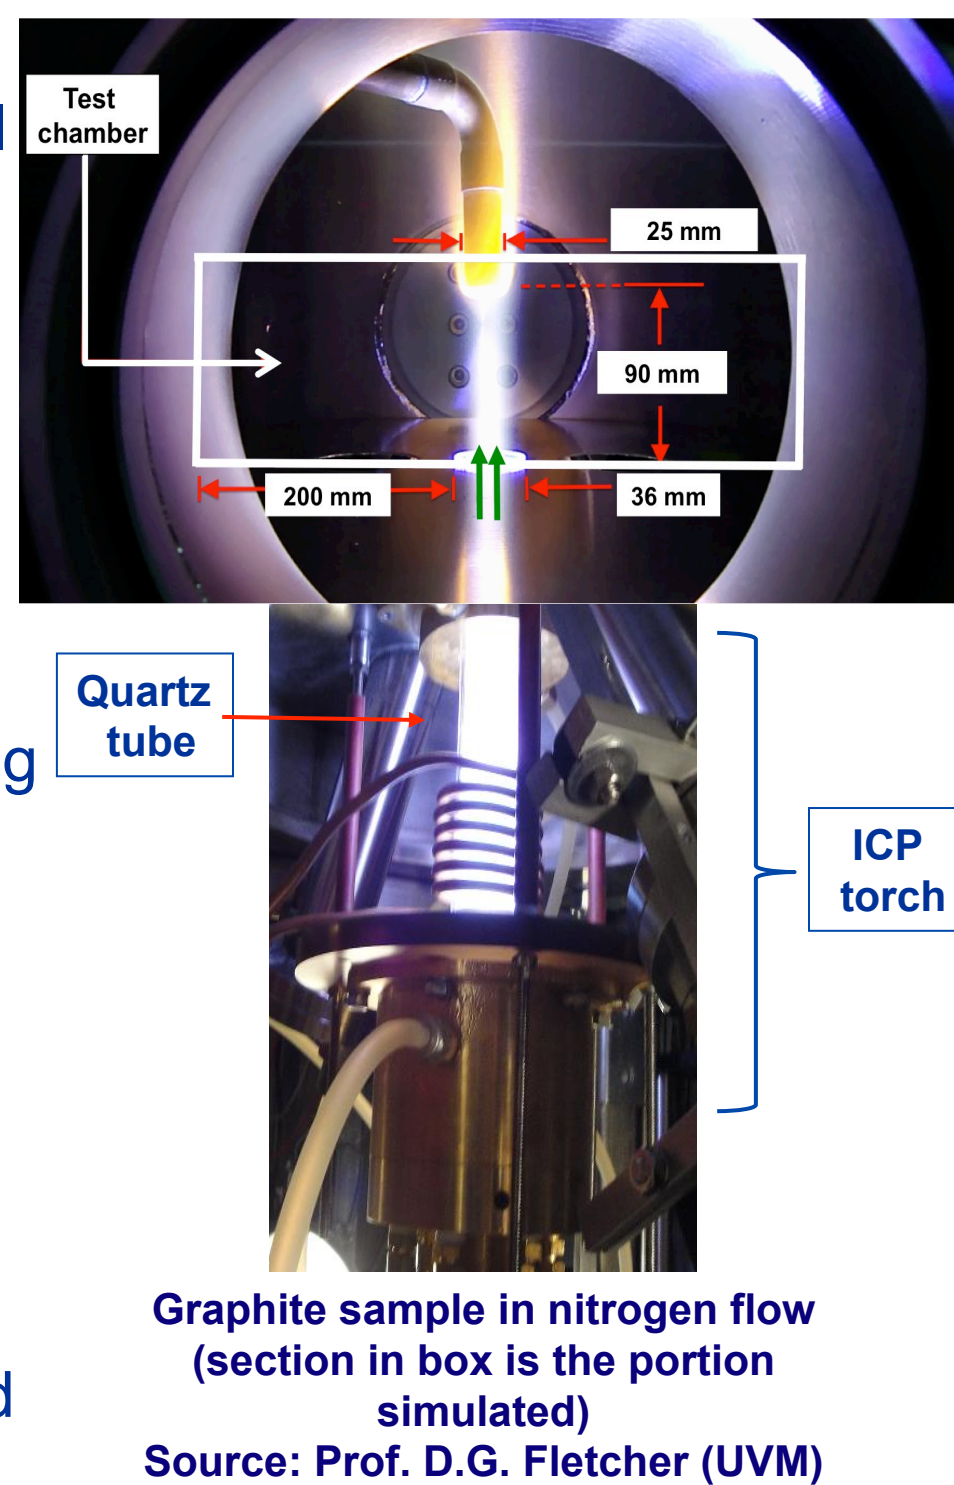 Test
chamber
25 mm
90 mm
200 mm
36 mm
Quartz
tube
g
ICP
torch
d
Graphite sample in nitrogen flow
(section in box is the portion
simulated)
Source: Prof. D.G. Fletcher (UVM)